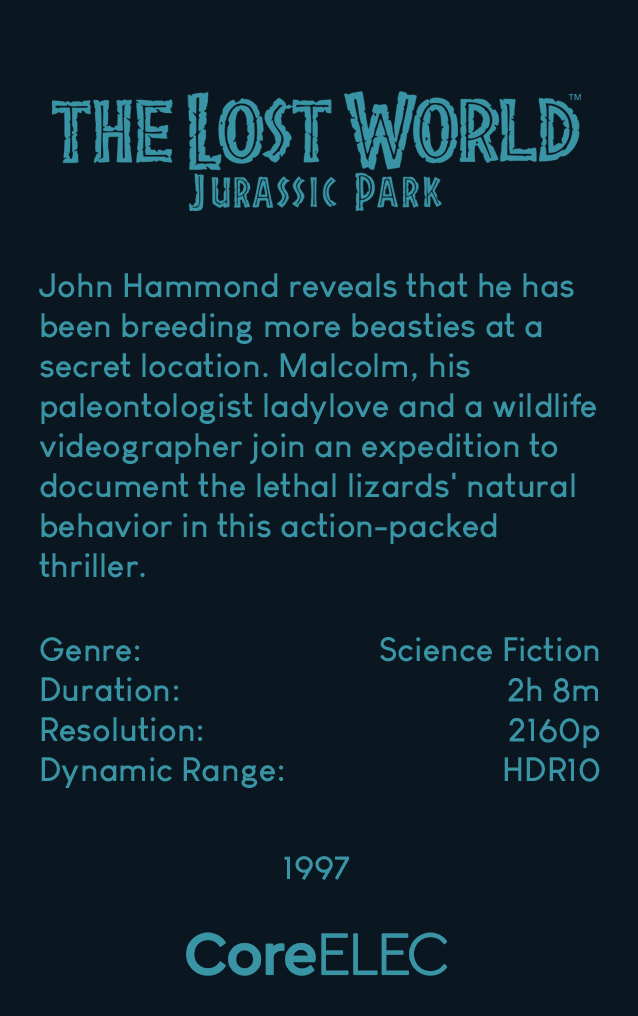 THE LOST WORLD™
JURASSIC PARK
John Hammond reveals that he has
been breeding more beasties at a
secret location. Malcolm, his
paleontologist ladylove and a wildlife
videographer join an expedition to
document the lethal lizards' natural
behavior in this action-packed
thriller.
Genre: Science Fiction
Duration: 2h 8m
Resolution: 2160p
Dynamic Range: HDR10
1997
CoreELEC